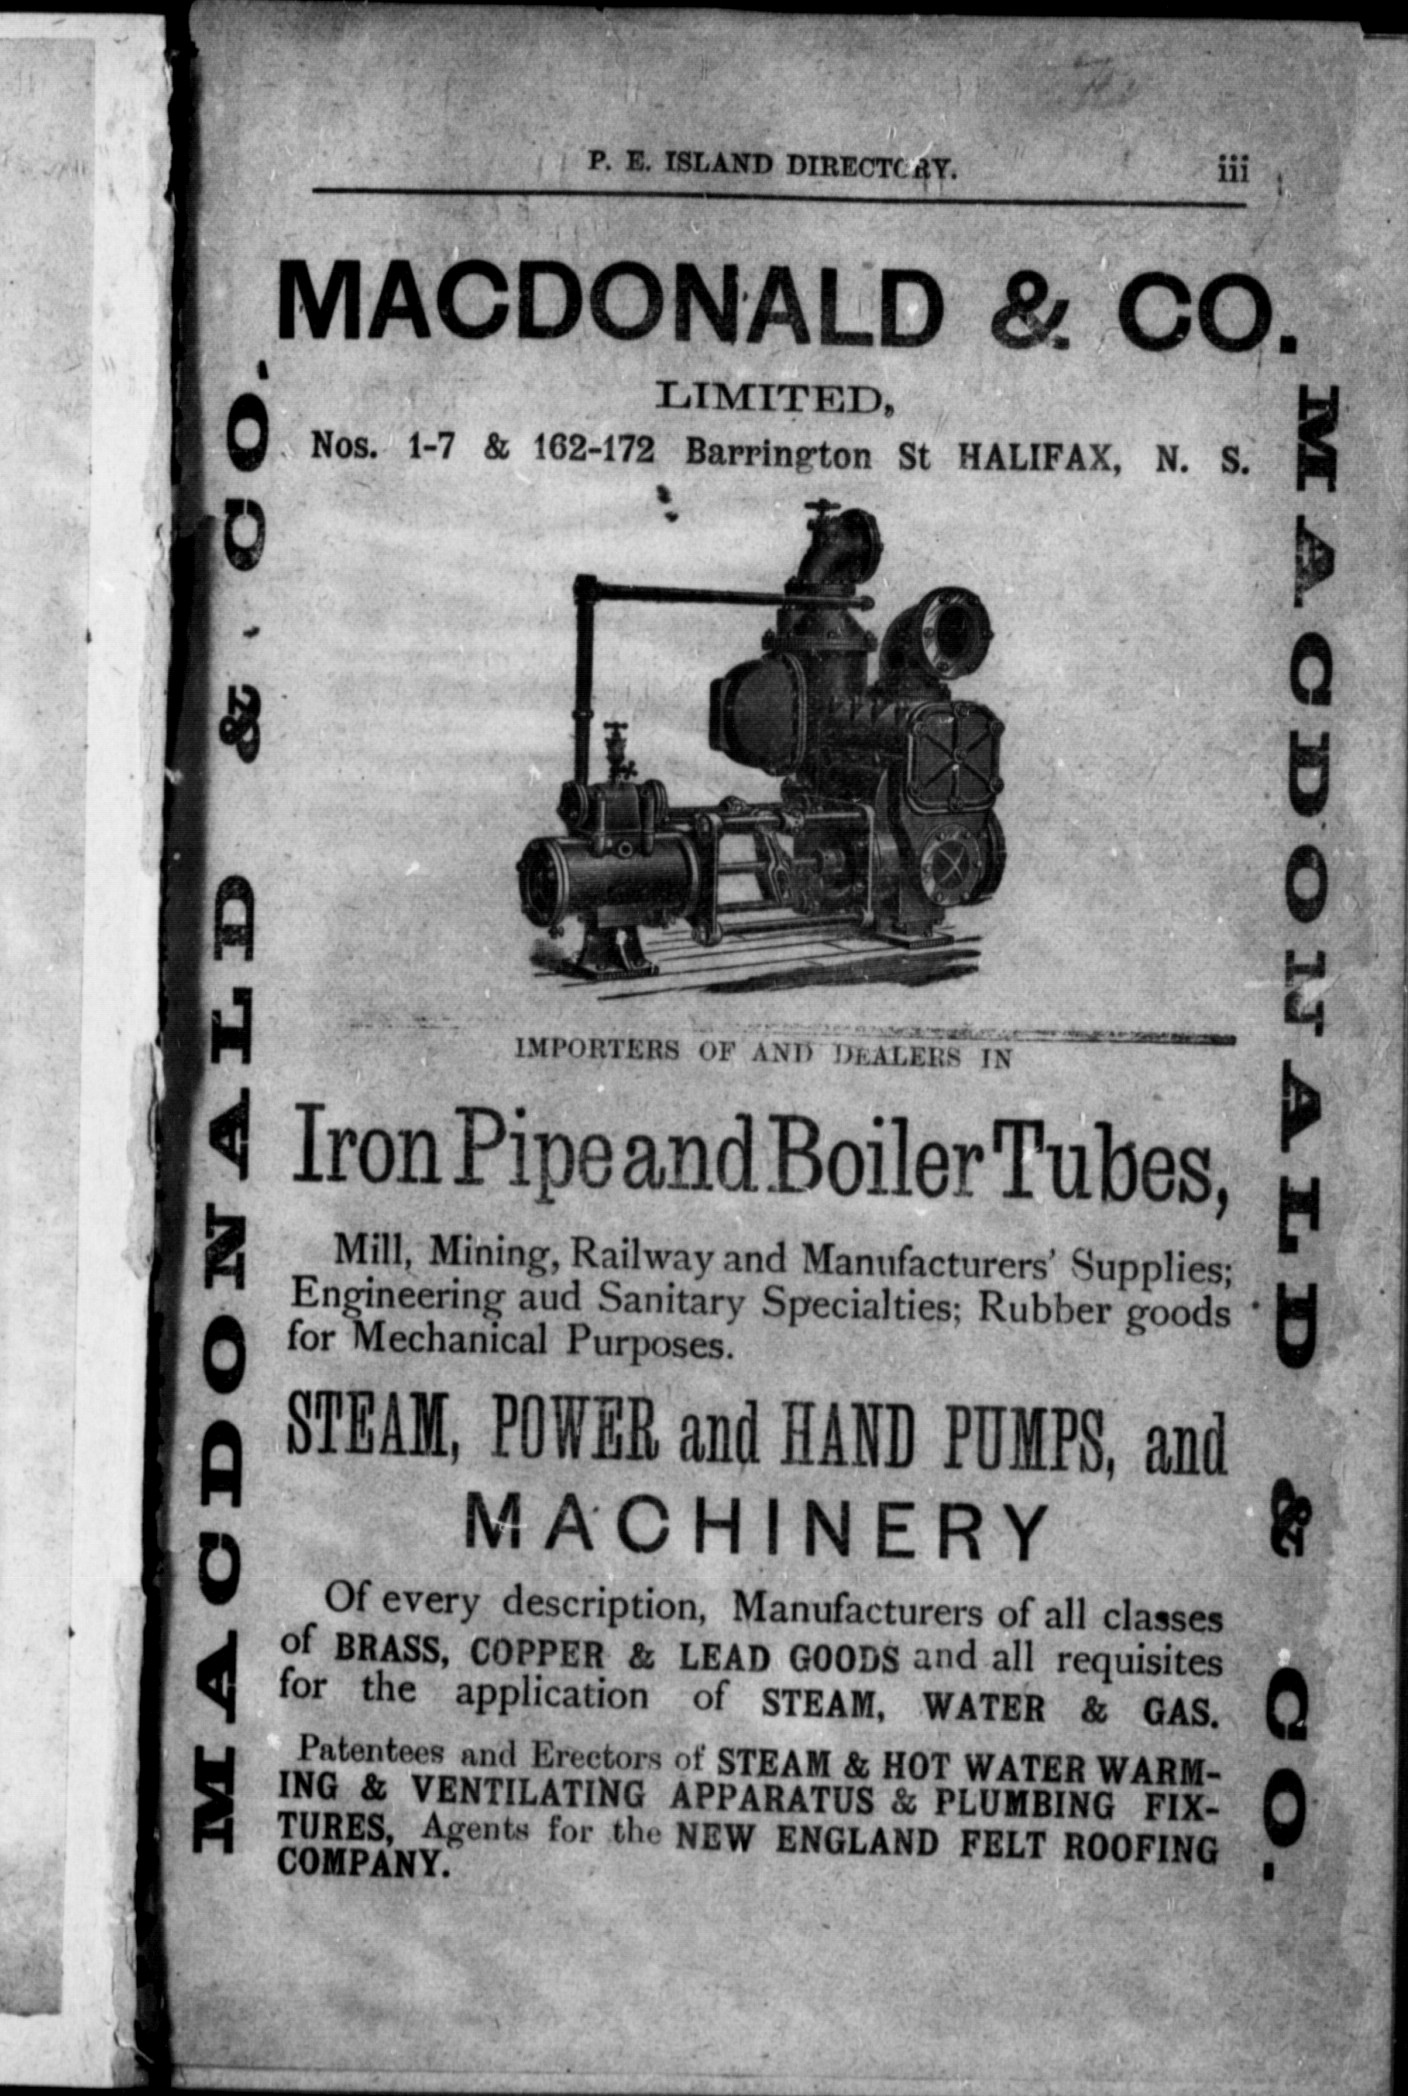 P. E. ISLAND DIRECTORY. iii
MACDONALD & CO.
LIMITED,
Nos. 1-7 & 162-172 Barrington St HALIFAX, N. S.
MACDONALD & CO.
MACDONALD & CO.
IMPORTERS OF AND DEALERS IN
Iron Pipe and Boiler Tubes,
Mill, Mining, Railway and Manufacturers' Supplies;
Engineering aud Sanitary Specialties; Rubber goods
for Mechanical Purposes.
STEAM, POWER and HAND PUMPS, and
MACHINERY
Of every description, Manufacturers of all classes
of BRASS, COPPER & LEAD GOODS and all requisites
for the application of STEAM, WATER & GAS.
Patentees and Erectors of STEAM & HOT WATER WARM-
ING & VENTILATING APPARATUS & PLUMBING FIX-
TURES, Agents for the NEW ENGLAND FELT ROOFING
COMPANY.